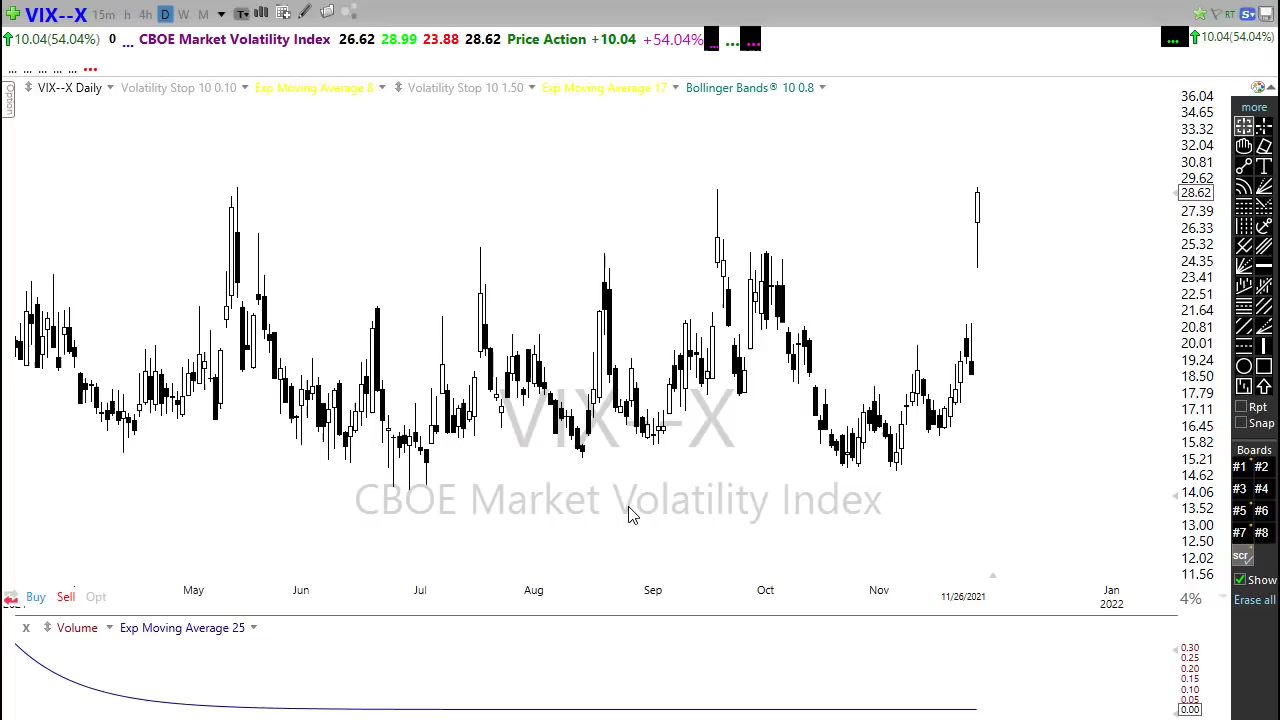 VIX--X 15m h 4h D W M T RT S
10.04(54.04%) 0 ... CBOE Market Volatility Index 26.62 28.99 23.88 28.62 Price Action +10.04 +54.04% ... ... ... ... 10.04(54.04%)
... ... ... ... ... ...
Option
VIX--X Daily Volatility Stop 10 0.10 Exp Moving Average 8 Volatility Stop 10 1.50 Exp Moving Average 17 Bollinger Bands® 10 0.8
36.04
34.65
33.32
32.04
30.81
29.62
28.62
27.39
26.33
25.32
24.35
23.41
22.51
21.64
20.81
20.01
19.24
18.50
17.79
17.11
16.45
15.82
15.21
14.62
14.06
13.52
13.00
12.50
12.02
11.56
VIX--X
CBOE Market Volatility Index
May Jun Jul Aug Sep Oct Nov 11/26/2021 Jan
2022
Buy Sell Opt 4%
x Volume Exp Moving Average 25
0.30
0.25
0.20
0.15
0.10
0.05
0.00
more
T
Rpt
Snap
Boards
#1 #2
#3 #4
#5 #6
#7 #8
scr
Show
Erase all